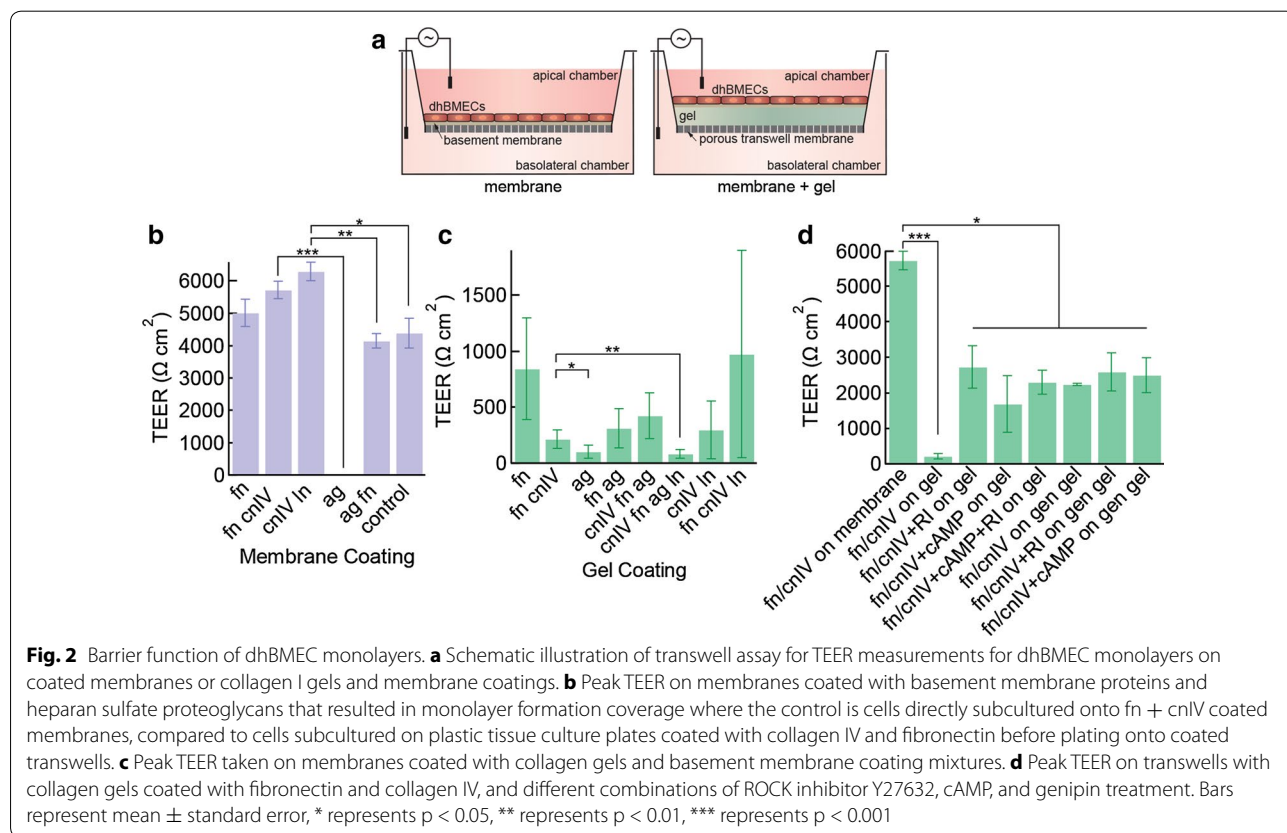 a
~
apical chamber
dhBMECs
basement membrane
basolateral chamber
membrane
~
apical chamber
dhBMECs
gel
porous transwell membrane
basolateral chamber
membrane + gel
b
TEER (Ω cm²)
6000
5000
4000
3000
2000
1000
0
***
**
*
fn
fn cnIV
cnIV ln
ag
ag fn
control
Membrane Coating
c
TEER (Ω cm²)
1500
1000
500
0
*
**
fn
fn cnIV
ag
fn ag
cnIV fn ag
cnIV fn ag ln
cnIV ln
fn cnIV ln
Gel Coating
d
TEER (Ω cm²)
6000
5000
4000
3000
2000
1000
0
***
*
fn/cnIV on membrane
fn/cnIV on gel
fn/cnIV+RI on gel
fn/cnIV+cAMP on gel
fn/cnIV+cAMP+RI on gel
fn/cnIV on gen gel
fn/cnIV+RI on gen gel
fn/cnIV+cAMP on gen gel
Fig. 2 Barrier function of dhBMEC monolayers. a Schematic illustration of transwell assay for TEER measurements for dhBMEC monolayers on
coated membranes or collagen I gels and membrane coatings. b Peak TEER on membranes coated with basement membrane proteins and
heparan sulfate proteoglycans that resulted in monolayer formation coverage where the control is cells directly subcultured onto fn + cnIV coated
membranes, compared to cells subcultured on plastic tissue culture plates coated with collagen IV and fibronectin before plating onto coated
transwells. c Peak TEER taken on membranes coated with collagen gels and basement membrane coating mixtures. d Peak TEER on transwells with
collagen gels coated with fibronectin and collagen IV, and different combinations of ROCK inhibitor Y27632, cAMP, and genipin treatment. Bars
represent mean ± standard error, * represents p < 0.05, ** represents p < 0.01, *** represents p < 0.001